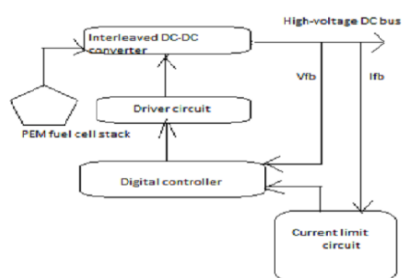 High-voltage DC bus
Interleaved DC-DC
converter
Vfb
Ifb
Driver circuit
PEM fuel cell stack
Digital controller
Current limit
circuit